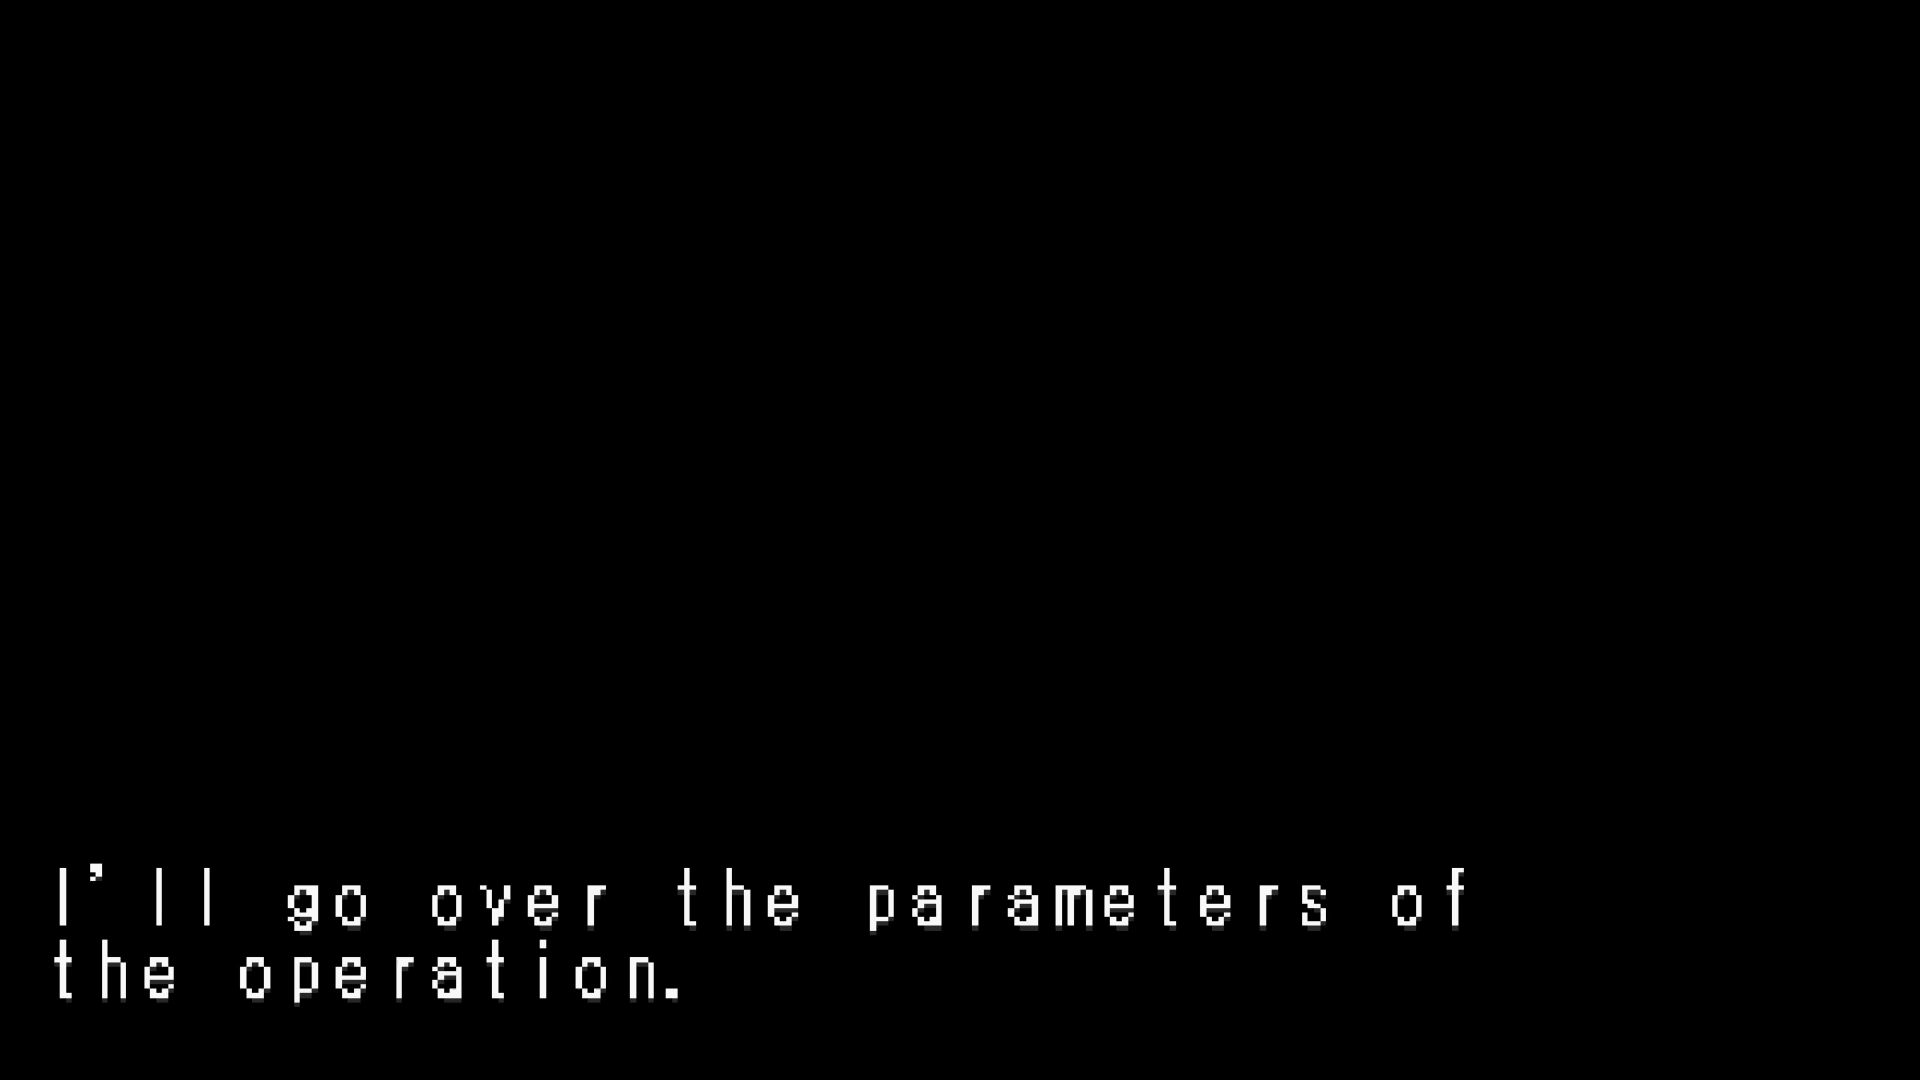 I'll go over the parameters of
the operation.